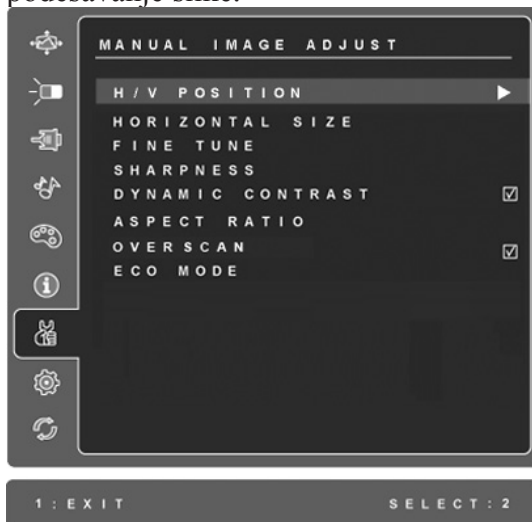 podešavanje slike.
MANUAL IMAGE ADJUST
H/V POSITION
HORIZONTAL SIZE
FINE TUNE
SHARPNESS
DYNAMIC CONTRAST
ASPECT RATIO
OVERSCAN
ECO MODE
1:EXIT SELECT:2